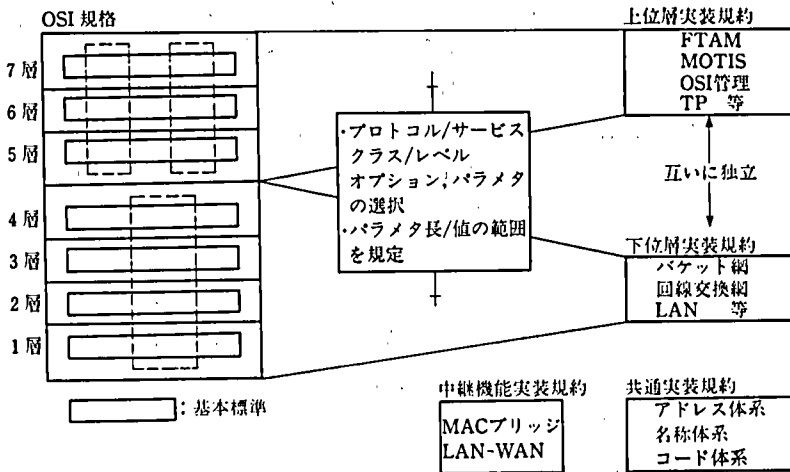 OSI 規格
7 層
6 層
5 層
4 層
3 層
2 層
1 層
:基本標準
・プロトコル/サービス
クラス/レベル
オプション,パラメタ
の選択
・パラメタ長/値の範囲
を規定
上位層実装規約
FTAM
MOTIS
OSI管理
TP 等
互いに独立
下位層実装規約
パケット網
回線交換網
LAN 等
中継機能実装規約
MACブリッジ
LAN-WAN
共通実装規約
アドレス体系
名称体系
コード体系